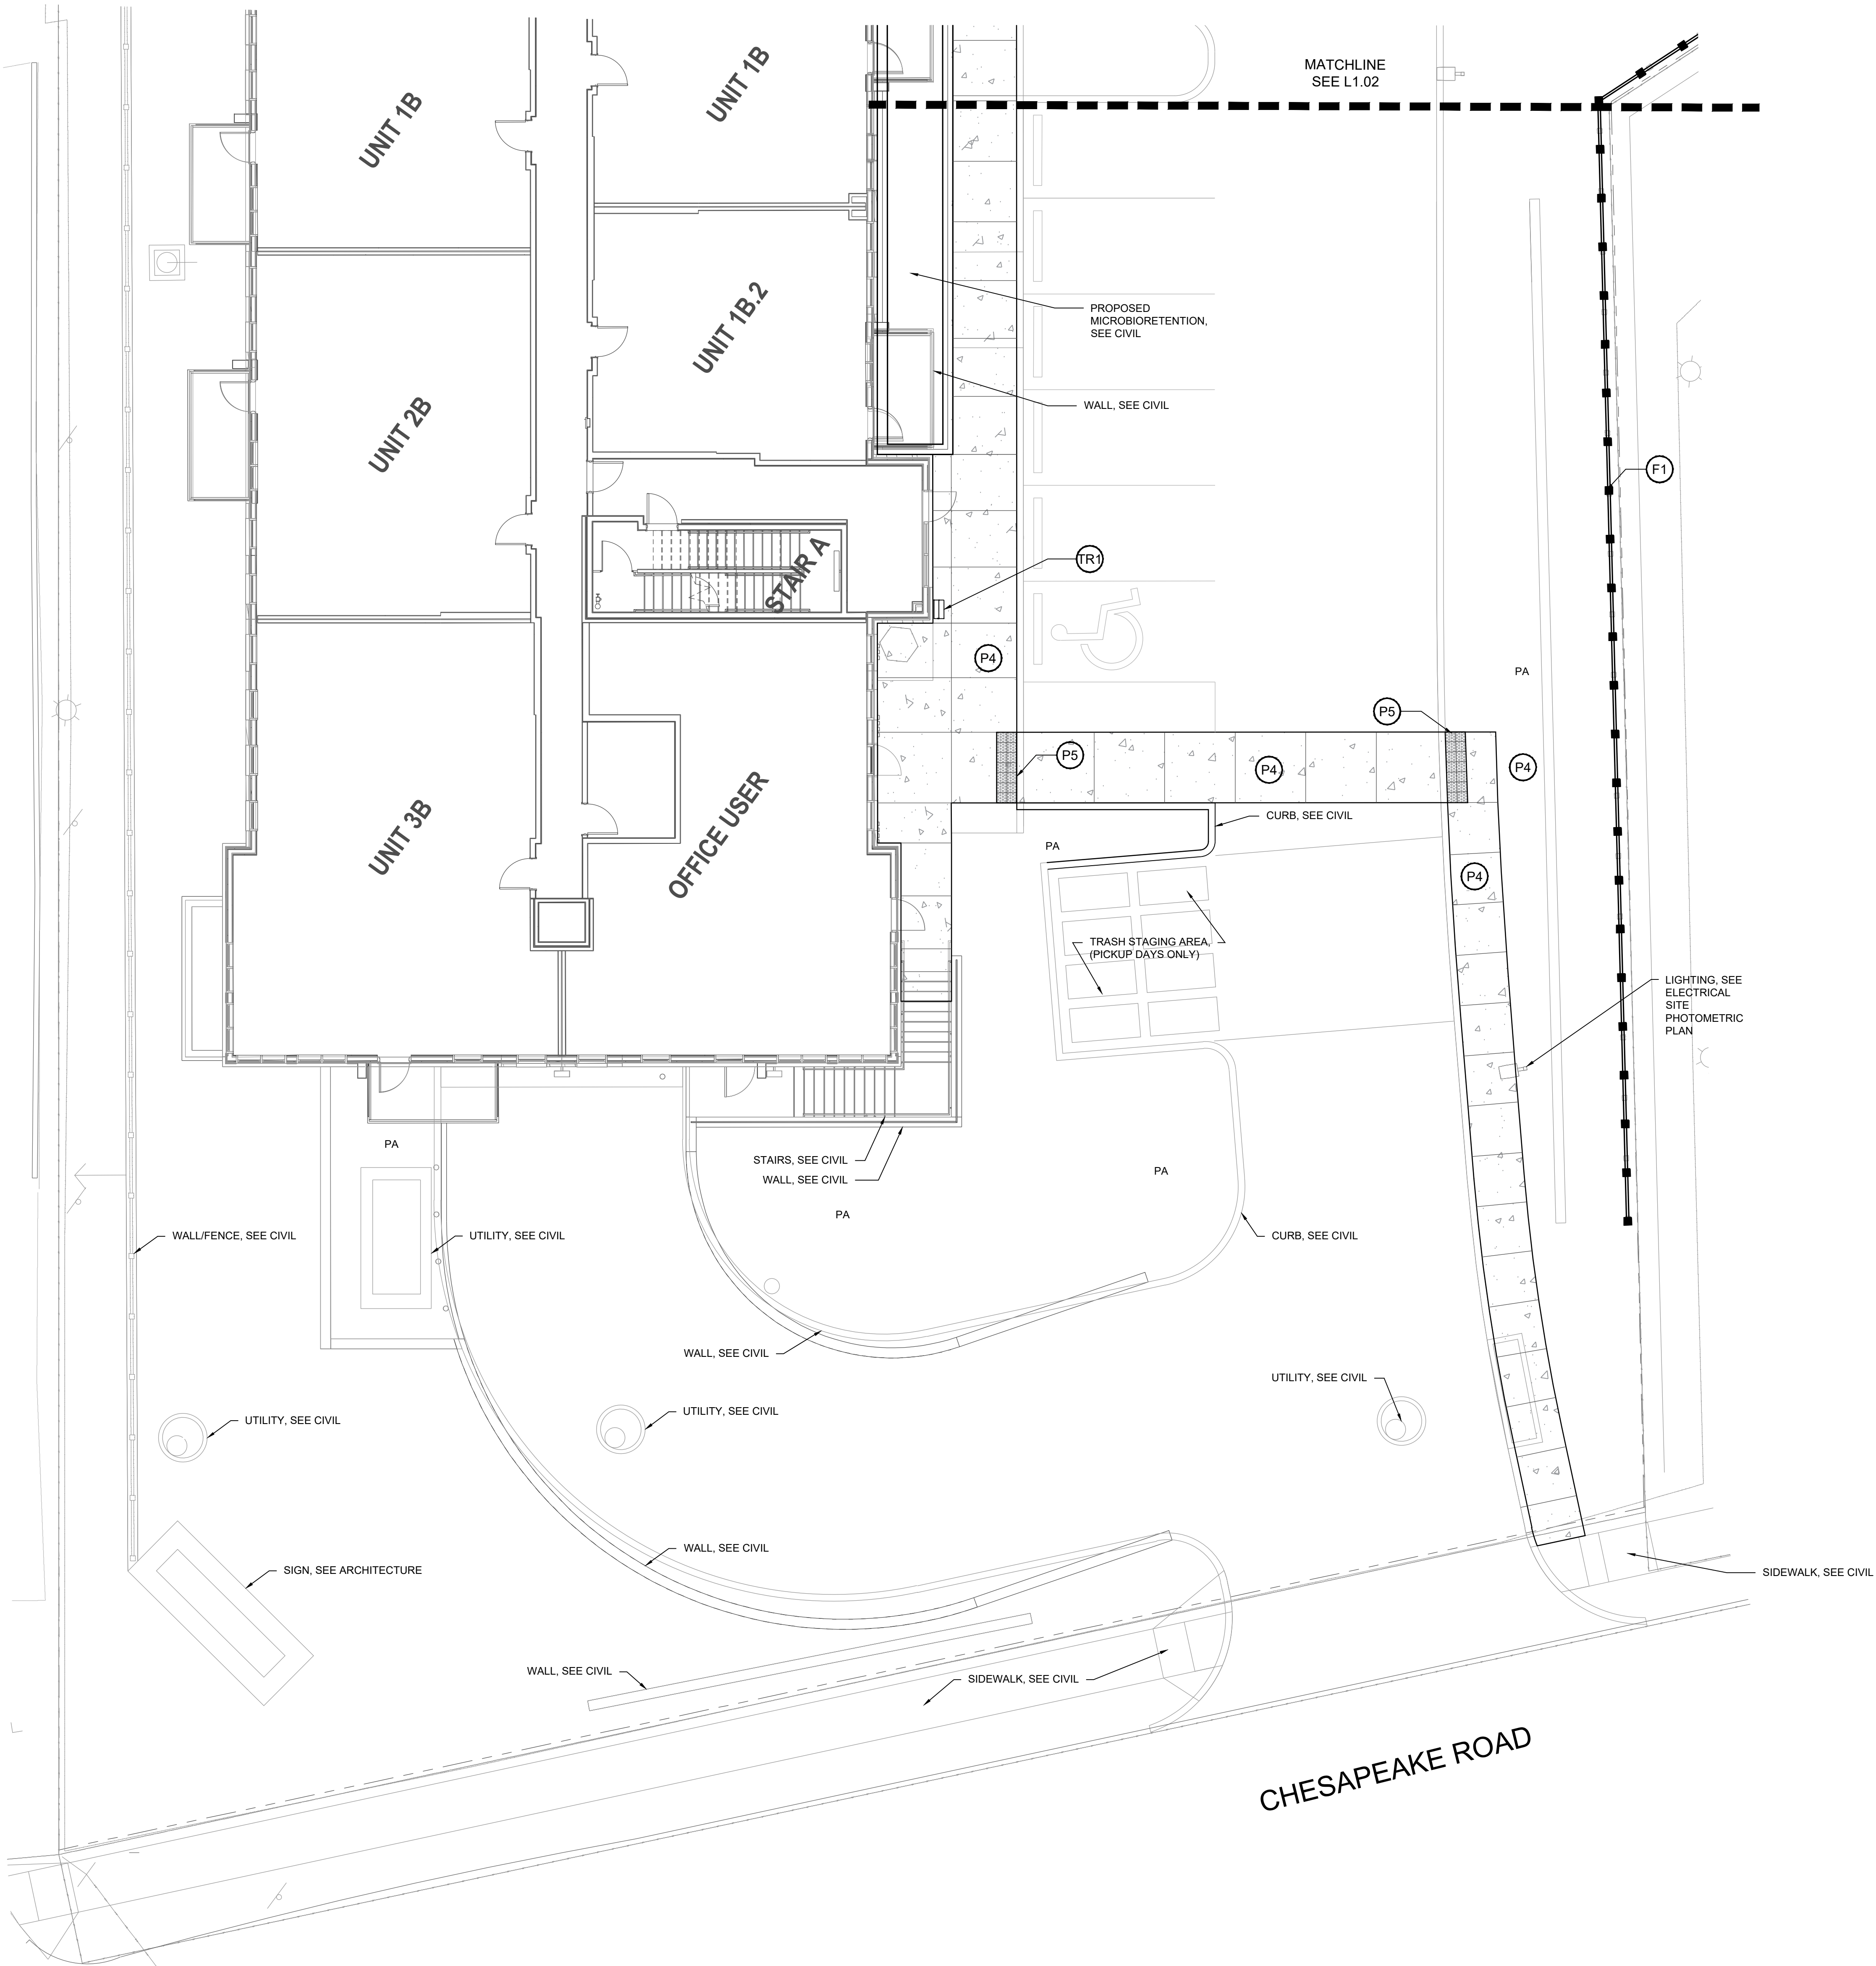 MATCHLINE
SEE L1.02
UNIT 1B
UNIT 1B
PROPOSED
MICROBIORETENTION,
SEE CIVIL
UNIT 1B.2
WALL, SEE CIVIL
UNIT 2B
F1
TR1
STAIR A
P4
PA
P5
P5
P4
P4
UNIT 3B
OFFICE USER
CURB, SEE CIVIL
PA
P4
TRASH STAGING AREA,
(PICKUP DAYS ONLY)
LIGHTING, SEE
ELECTRICAL
SITE
PHOTOMETRIC
PLAN
PA
STAIRS, SEE CIVIL
WALL, SEE CIVIL
PA
PA
WALL/FENCE, SEE CIVIL
UTILITY, SEE CIVIL
CURB, SEE CIVIL
WALL, SEE CIVIL
UTILITY, SEE CIVIL
UTILITY, SEE CIVIL
UTILITY, SEE CIVIL
WALL, SEE CIVIL
SIGN, SEE ARCHITECTURE
SIDEWALK, SEE CIVIL
WALL, SEE CIVIL
SIDEWALK, SEE CIVIL
CHESAPEAKE ROAD